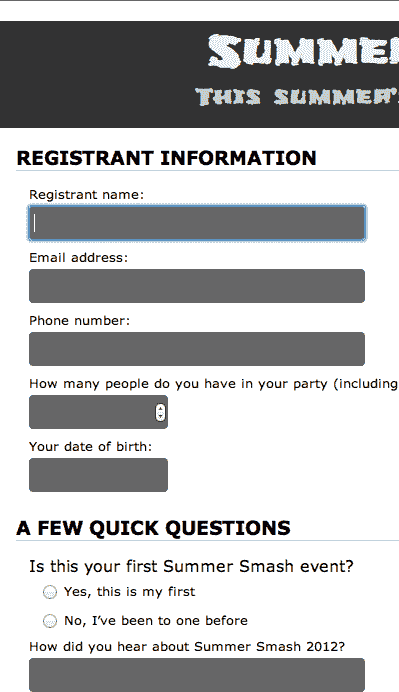 SUMMER
THIS SUMMER'S
REGISTRANT INFORMATION
Registrant name:
Email address:
Phone number:
How many people do you have in your party (including
Your date of birth:
A FEW QUICK QUESTIONS
Is this your first Summer Smash event?
Yes, this is my first
No, I've been to one before
How did you hear about Summer Smash 2012?